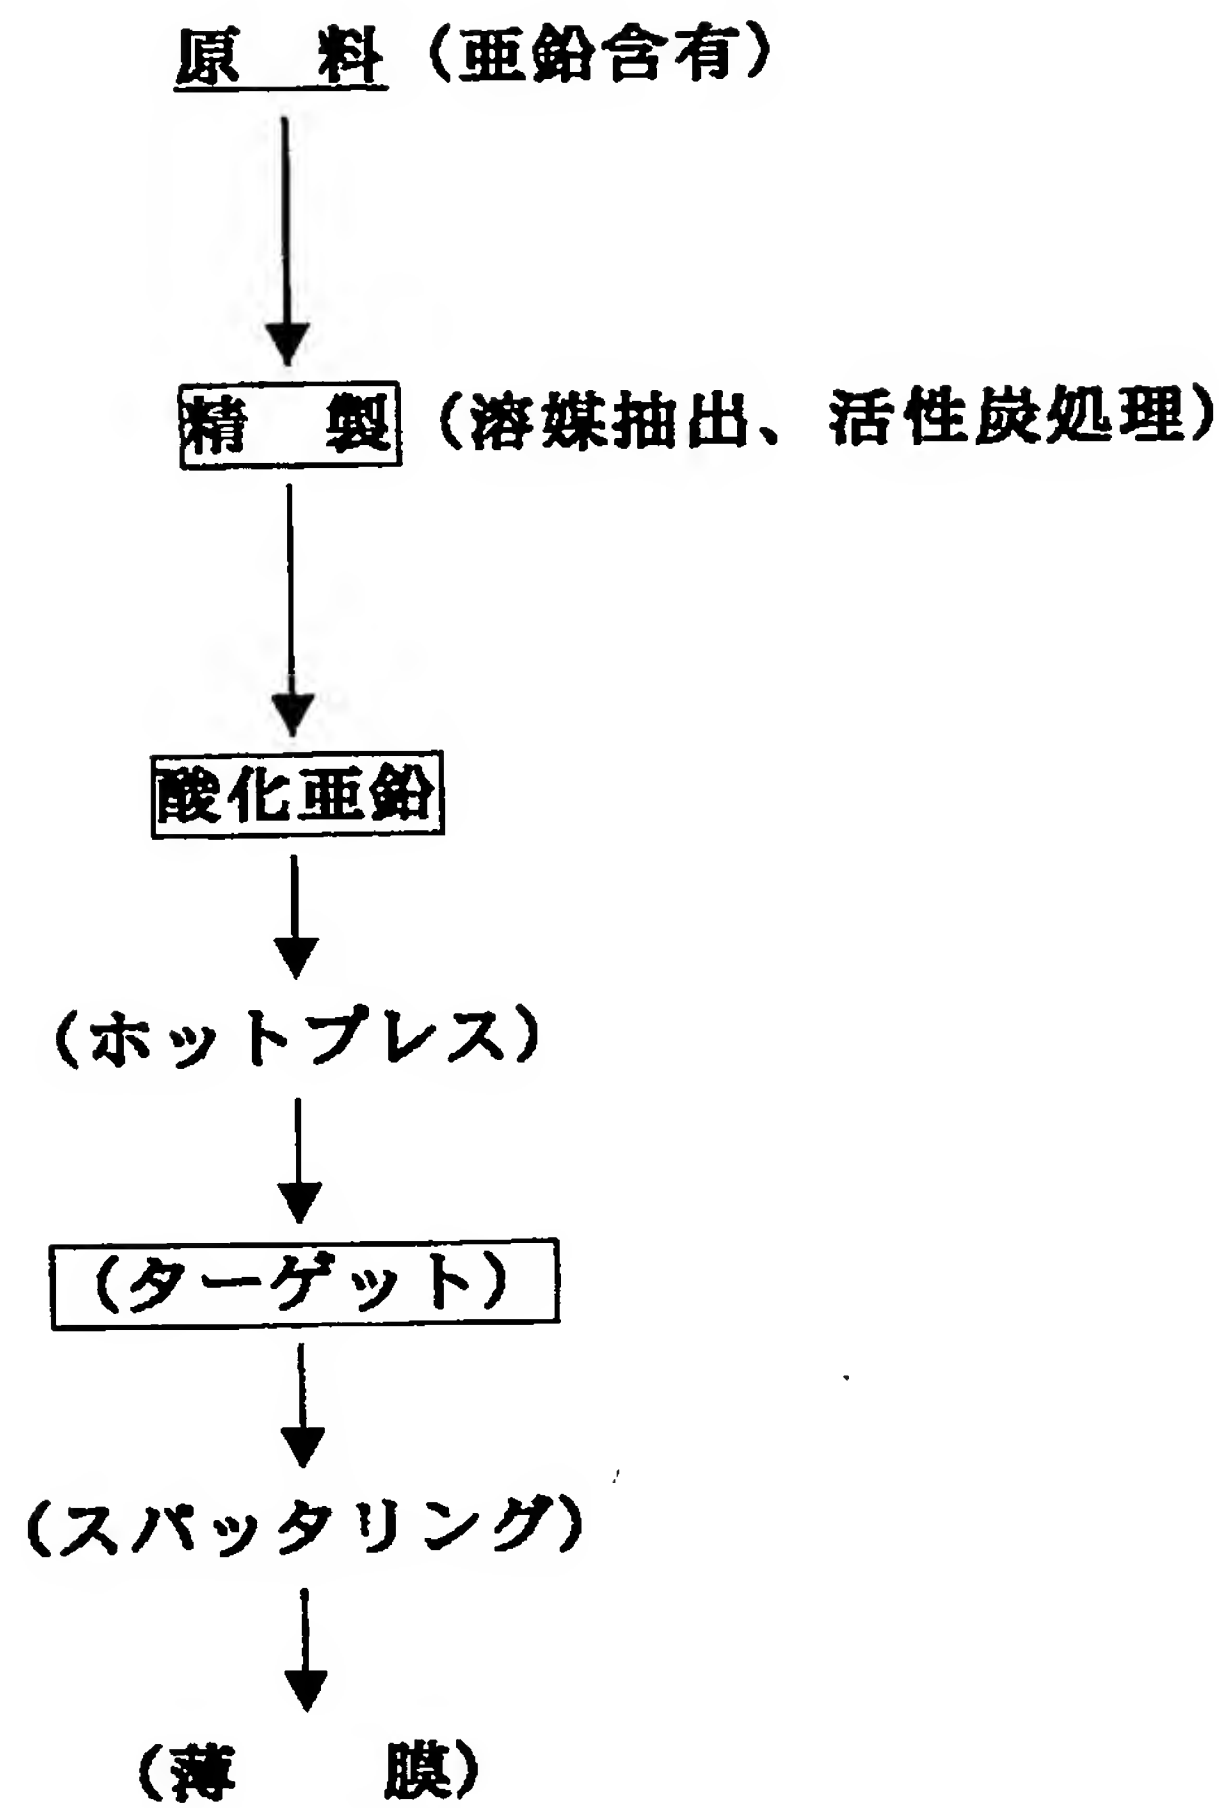 原　料（亜鉛含有）
精　製（溶媒抽出、活性炭処理）
酸化亜鉛
（ホットプレス）
（ターゲット）
（スパッタリング）
（薄　　膜）